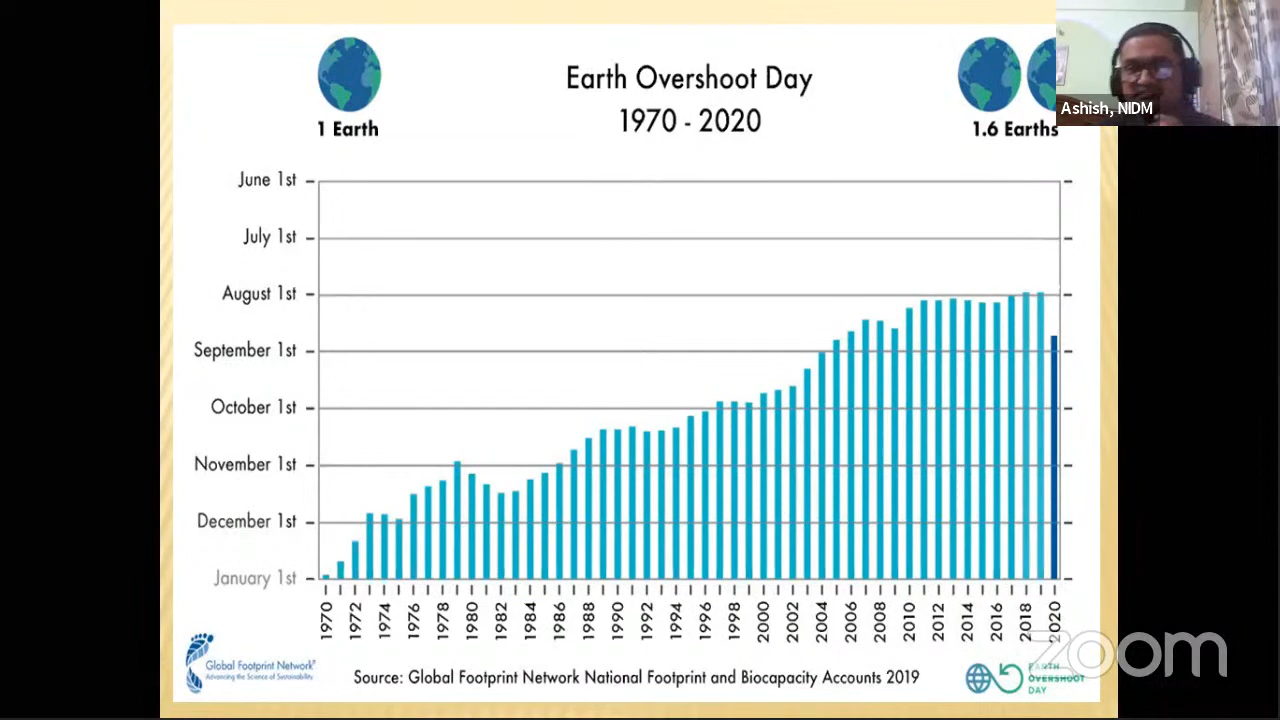 Earth Overshoot Day
1970 - 2020
1 Earth
1.6 Earths
Ashish, NIDM
June 1st
July 1st
August 1st
September 1st
October 1st
November 1st
December 1st
January 1st
1970 1972 1974 1976 1978 1980 1982 1984 1986 1988 1990 1992 1994 1996 1998 2000 2002 2004 2006 2008 2010 2012 2014 2016 2018 2020
Global Footprint Network®
Advancing the Science of Sustainability
Source: Global Footprint Network National Footprint and Biocapacity Accounts 2019
EARTH
OVERSHOOT
DAY
zoom